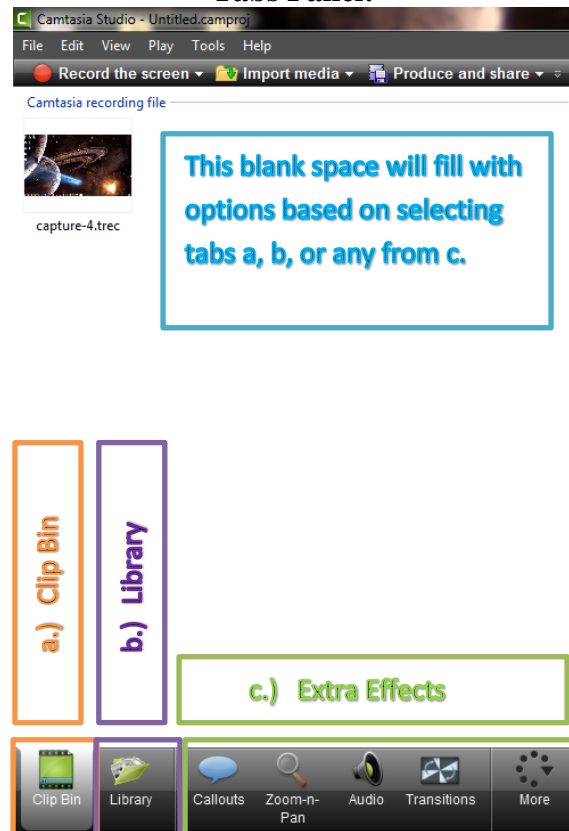 Camtasia Studio - Untitled.camproj
File Edit View Play Tools Help
Record the screen Import media Produce and share
Camtasia recording file
This blank space will fill with
options based on selecting
tabs a, b, or any from c.
capture-4.trec
a.) Clip Bin
b.) Library
c.) Extra Effects
Clip Bin Library Callouts Zoom-n- Audio Transitions More
Pan